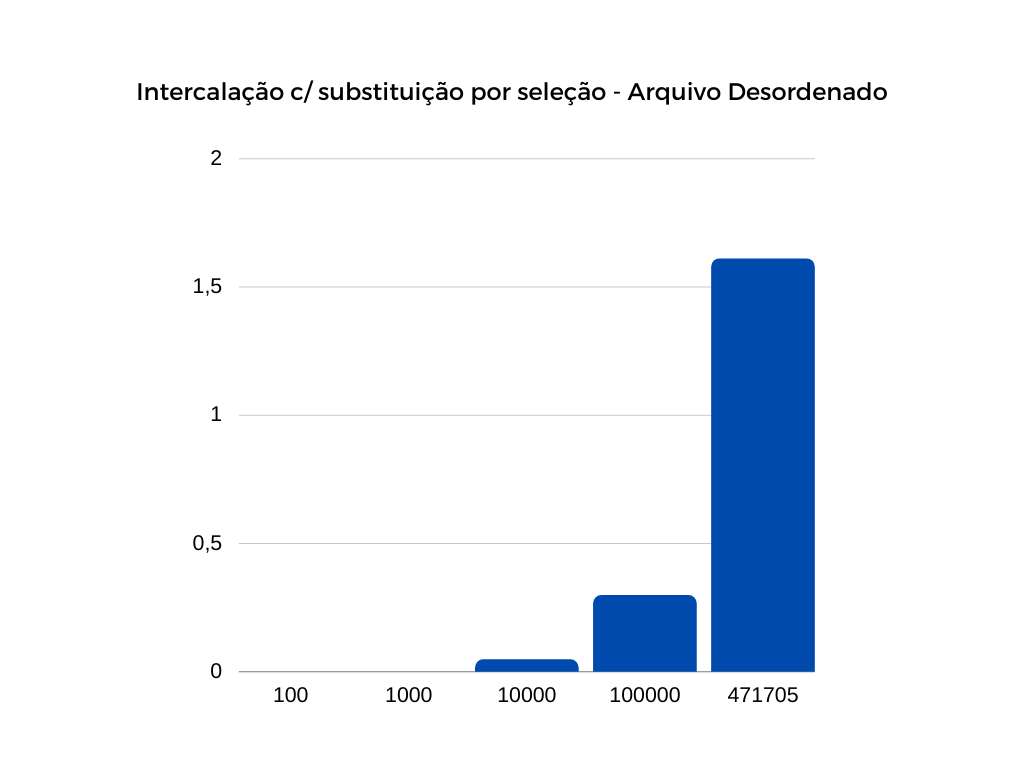 Intercalação c/ substituição por seleção - Arquivo Desordenado
2
1,5
1
0,5
0
100 1000 10000 100000 471705